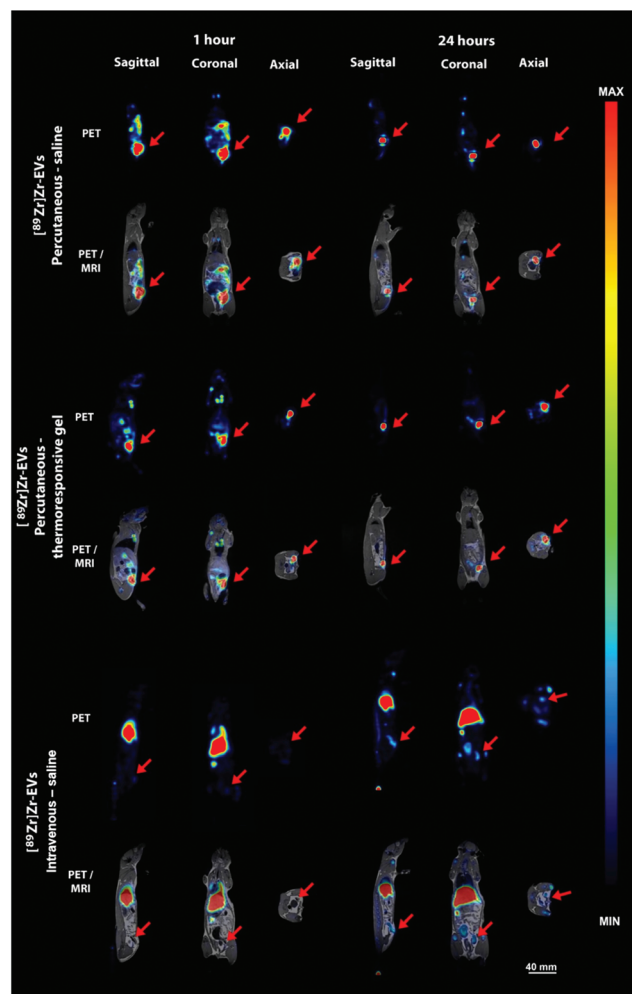 1 hour 24 hours
Sagittal Coronal Axial Sagittal Coronal Axial
MAX
[89Zr]Zr-EVs
Percutaneous - saline
PET
PET /
MRI
[89Zr]Zr-EVs
Percutaneous -
thermoresponsive gel
PET
PET /
MRI
[89Zr]Zr-EVs
Intravenous – saline
PET
PET /
MRI
MIN
40 mm